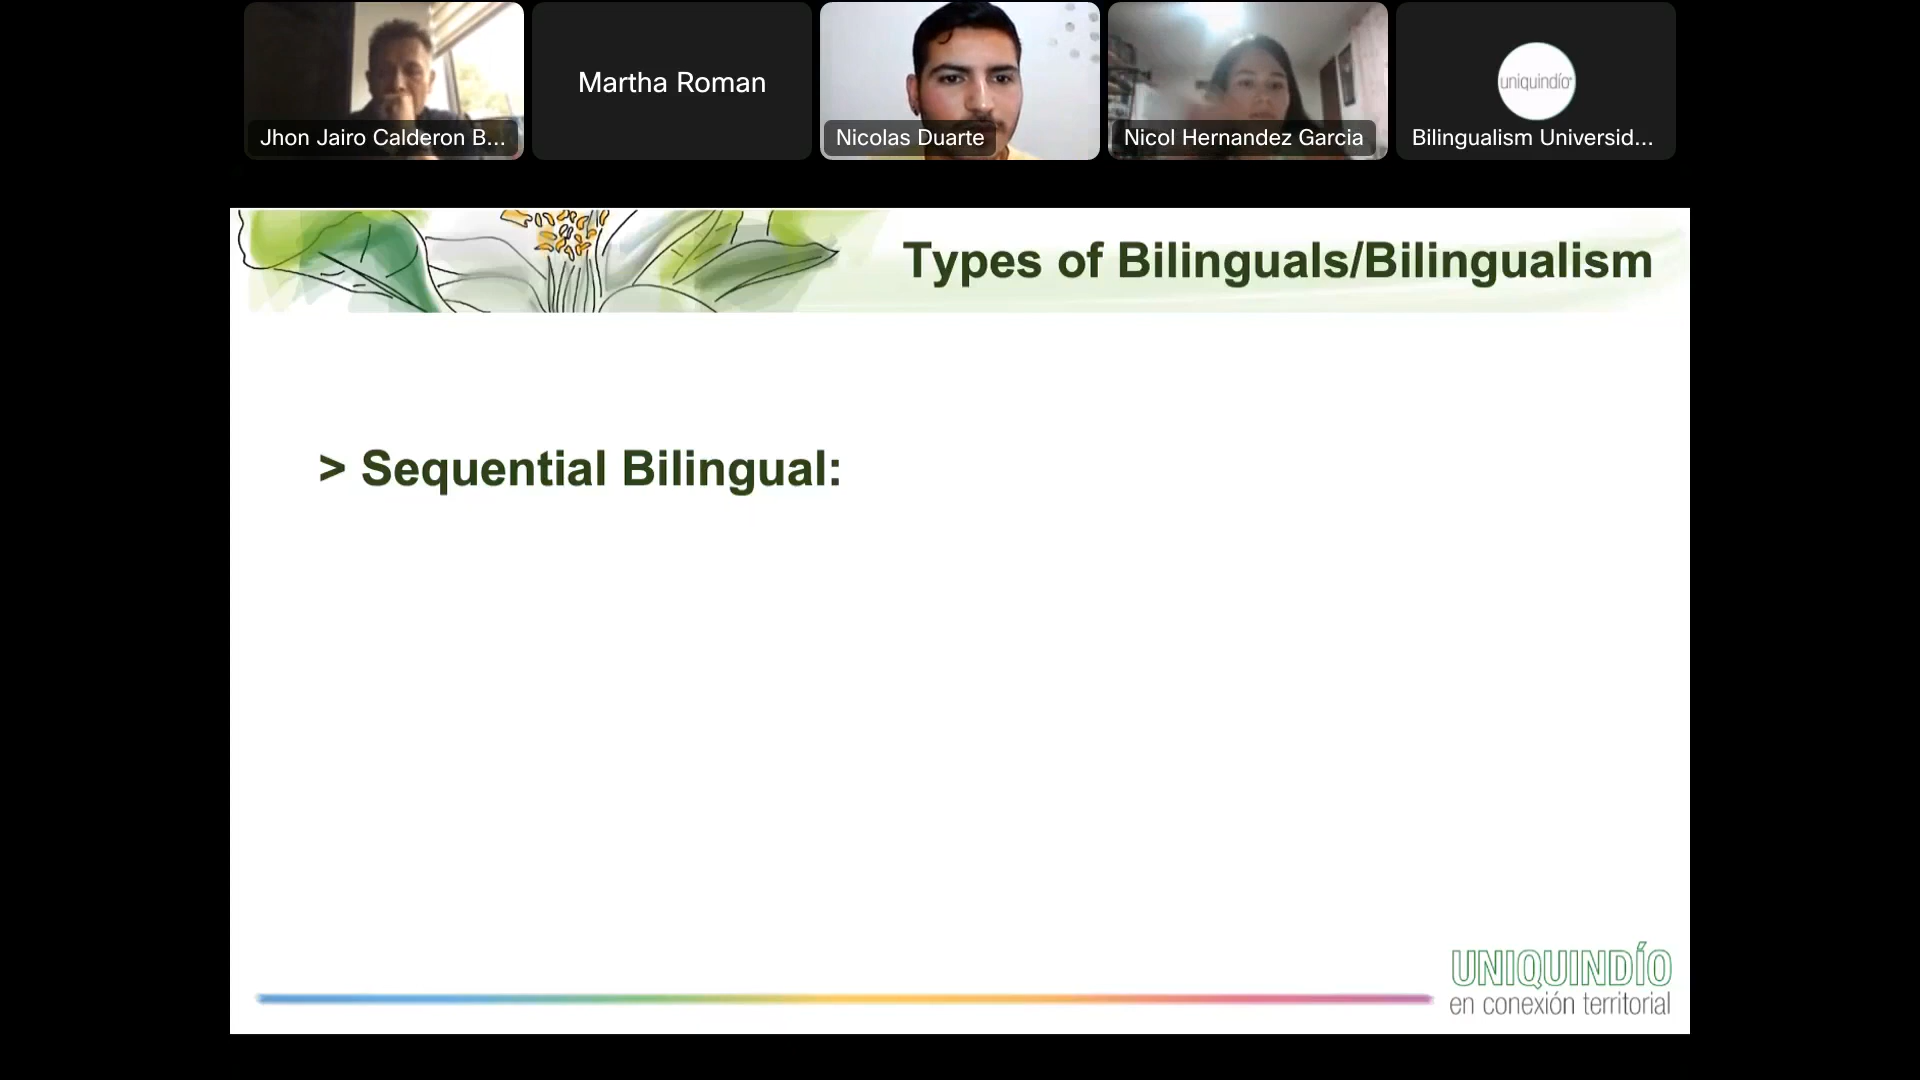 Jhon Jairo Calderon B...
Martha Roman
Nicolas Duarte
Nicol Hernandez Garcia
uniquindío
Bilingualism Universid...
Types of Bilinguals/Bilingualism
> Sequential Bilingual:
UNIQUINDÍO
en conexión territorial